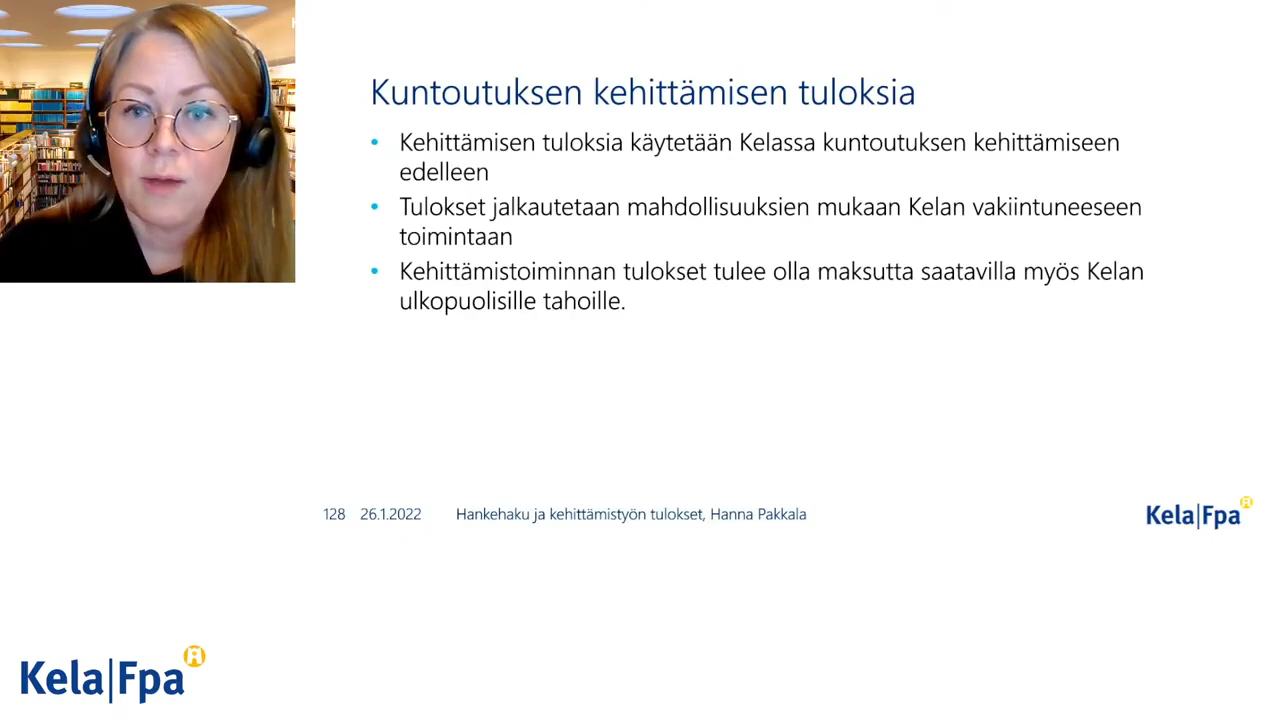 Kuntoutuksen kehittämisen tuloksia
• Kehittämisen tuloksia käytetään Kelassa kuntoutuksen kehittämiseen
edelleen
• Tulokset jalkautetaan mahdollisuuksien mukaan Kelan vakiintuneeseen
toimintaan
• Kehittämistoiminnan tulokset tulee olla maksutta saatavilla myös Kelan
ulkopuolisille tahoille.
128 26.1.2022 Hankehaku ja kehittämistyön tulokset, Hanna Pakkala
Kela|Fpa
Kela|Fpa